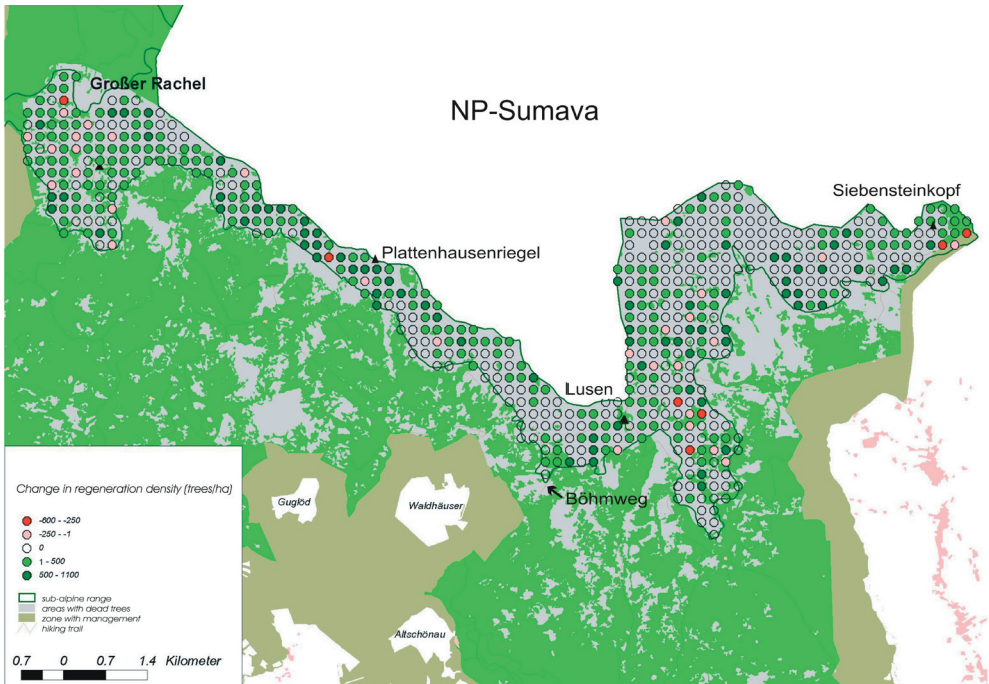 Großer Rachel
NP-Sumava
Siebensteinkopf
Plattenhausenriegel
Lusen
Böhmweg
Guglöd
Waldhäuser
Altschönau
Change in regeneration density (trees/ha)
-600 - -250
-250 - -1
0
1 - 500
500 - 1100
sub-alpine range
areas with dead trees
zone with management
hiking trail
0.7 0 0.7 1.4 Kilometer